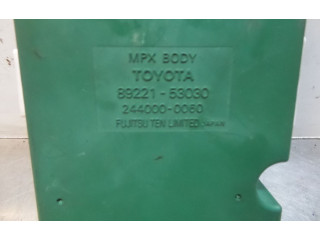 MPX BODY
TOYOTA
89221-53030
244000-0060
FUJITSU TEN LIMITED. JAPAN